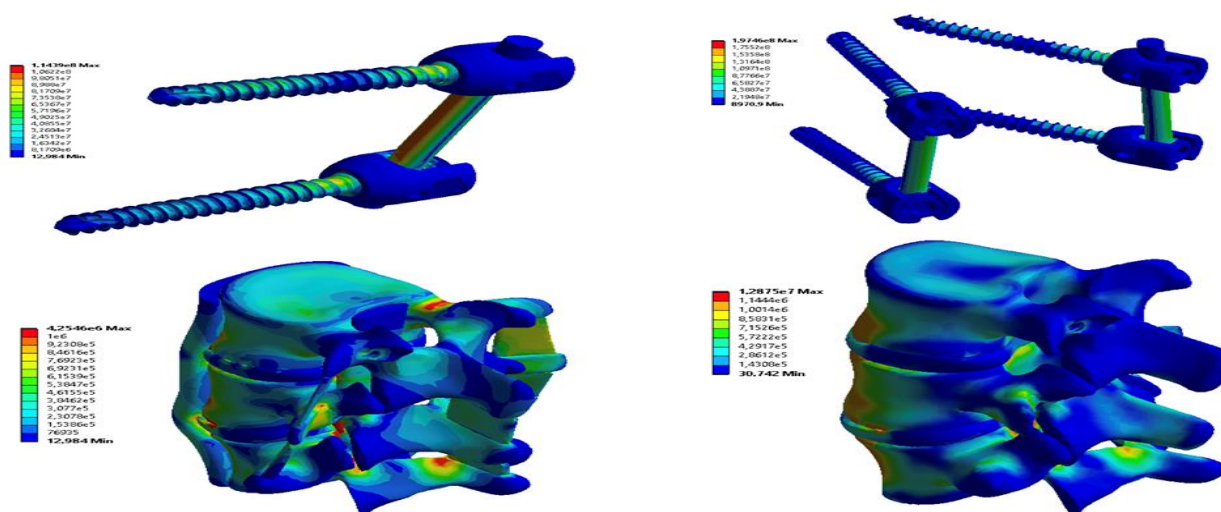 1,1439e8 Max
1,0622e8
9,8051e7
8,988e7
8,1709e7
7,3538e7
6,5367e7
5,7196e7
4,9025e7
4,0855e7
3,2684e7
2,4513e7
1,6342e7
8,1709e6
12,984 Min
1,9746e8 Max
1,7552e8
1,5358e8
1,3164e8
1,0971e8
8,7766e7
6,5827e7
4,3887e7
2,1948e7
8970,9 Min
4,2546e6 Max
1e6
9,2308e5
8,4616e5
7,6923e5
6,9231e5
6,1539e5
5,3847e5
4,6155e5
3,8462e5
3,077e5
2,3078e5
1,5386e5
76935
12,984 Min
1,2875e7 Max
1,1444e6
1,0014e6
8,5831e5
7,1526e5
5,7222e5
4,2917e5
2,8612e5
1,4308e5
30,742 Min